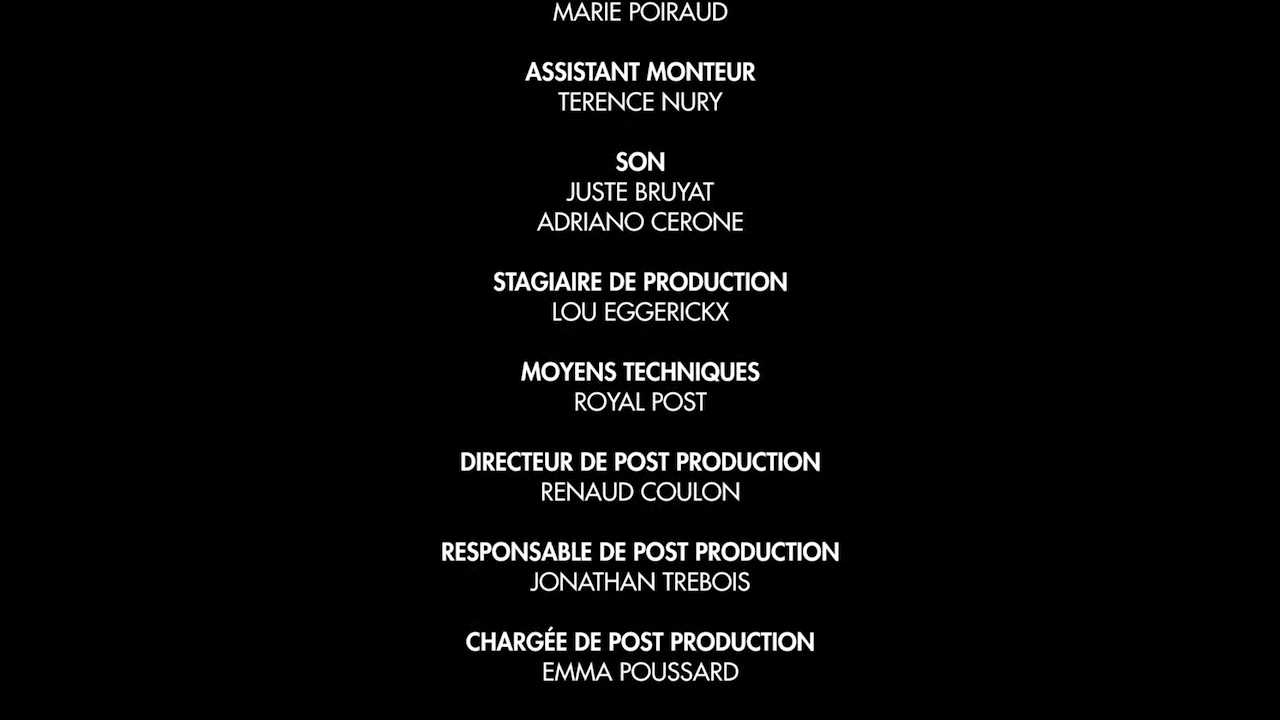 MARIE POIRAUD
ASSISTANT MONTEUR
TERENCE NURY
SON
JUSTE BRUYAT
ADRIANO CERONE
STAGIAIRE DE PRODUCTION
LOU EGGERICKX
MOYENS TECHNIQUES
ROYAL POST
DIRECTEUR DE POST PRODUCTION
RENAUD COULON
RESPONSABLE DE POST PRODUCTION
JONATHAN TREBOIS
CHARGÉE DE POST PRODUCTION
EMMA POUSSARD